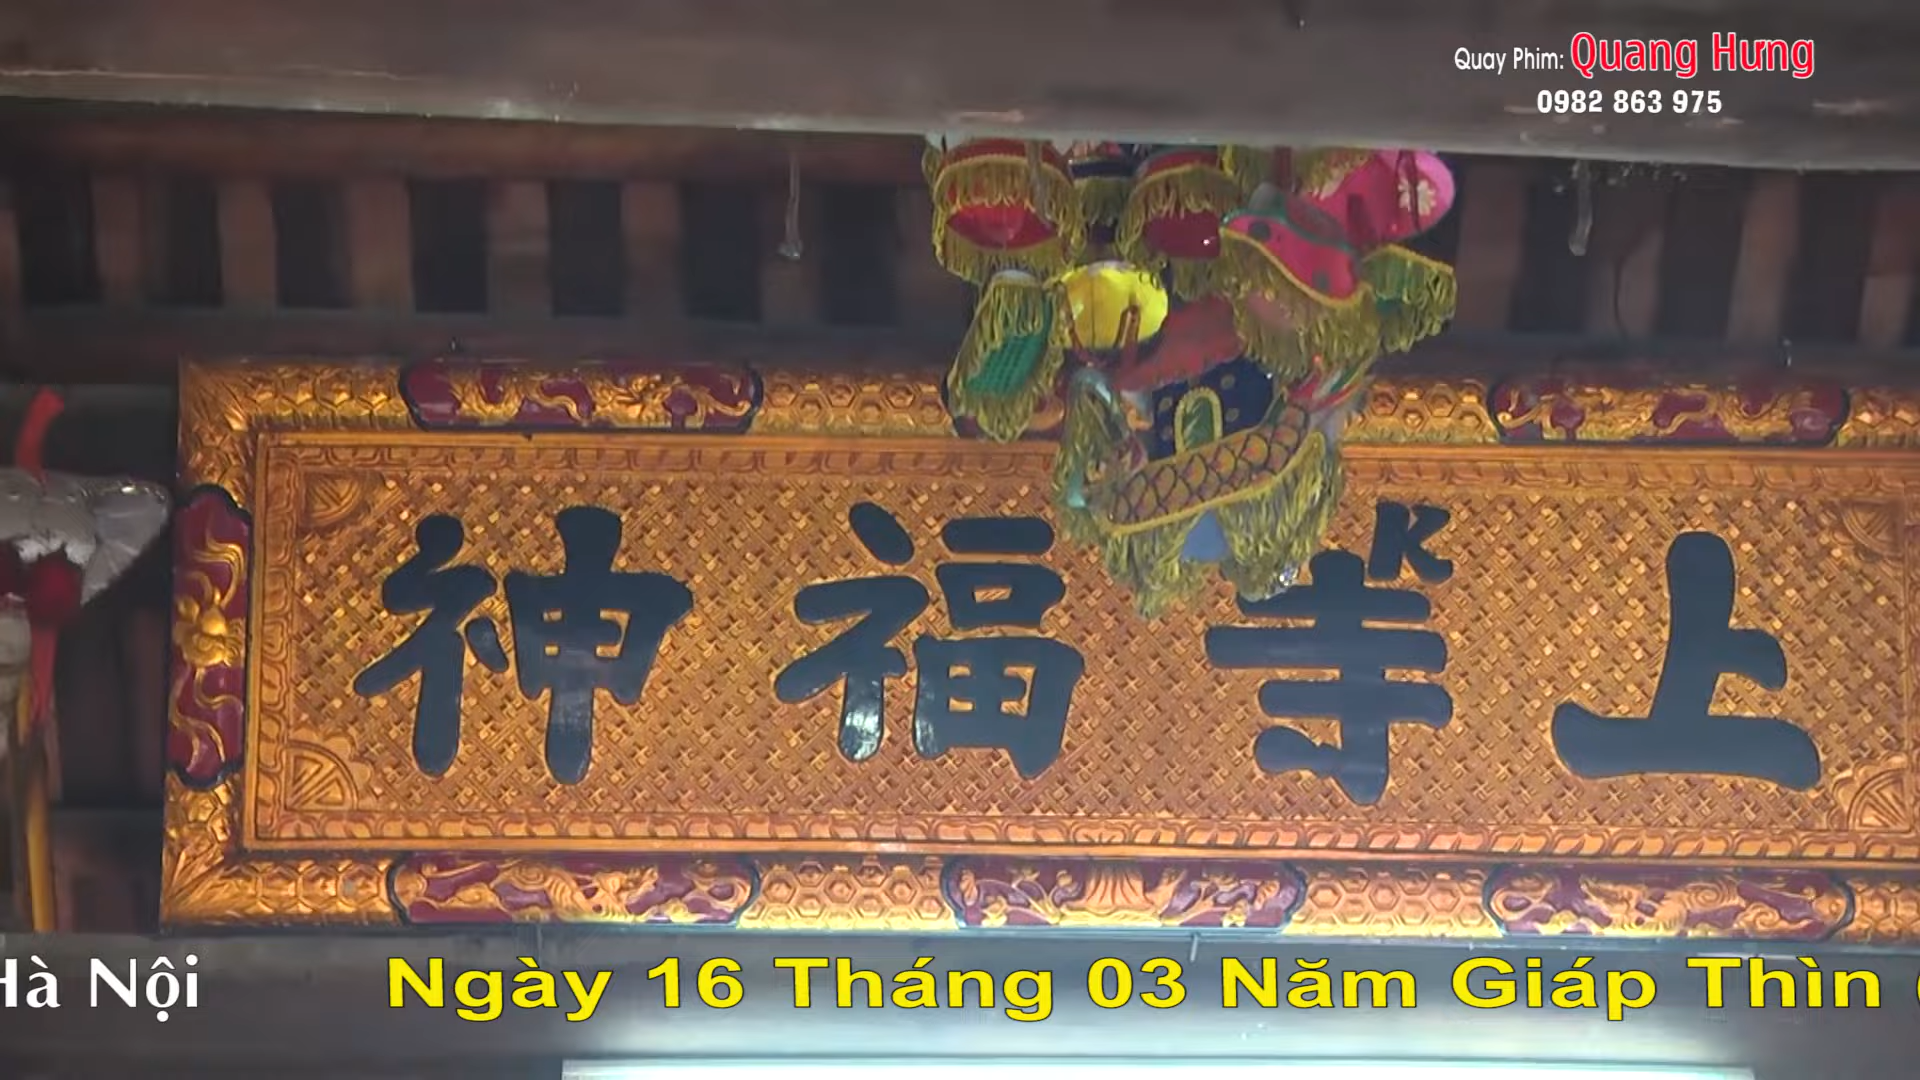 Quay Phim: Quang Hưng
0982 863 975
上等福神
Hà Nội Ngày 16 Tháng 03 Năm Giáp Thìn (